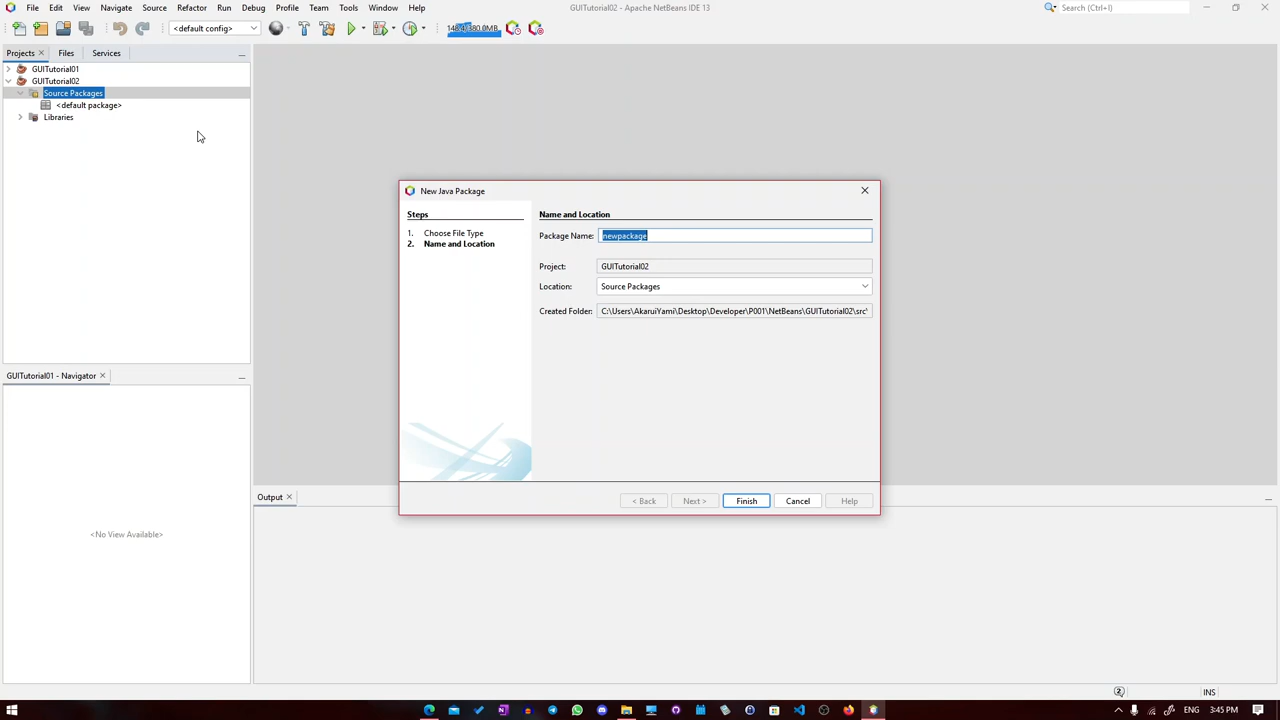 File Edit View Navigate Source Refactor Run Debug Profile Team Tools Window Help
GUITutorial02 - Apache NetBeans IDE 13
Search (Ctrl+I)
<default config>
Projects Files Services
GUITutorial01
GUITutorial02
Source Packages
<default package>
Libraries
New Java Package
Steps
1. Choose File Type
2. Name and Location
Name and Location
Package Name: newpackage
Project: GUITutorial02
Location: Source Packages
Created Folder: C:\Users\AkaruiYami\Desktop\Developer\P001\NetBeans\GUITutorial02\src\
< Back Next > Finish Cancel Help
GUITutorial01 - Navigator
<No View Available>
Output
2
INS
3:45 PM